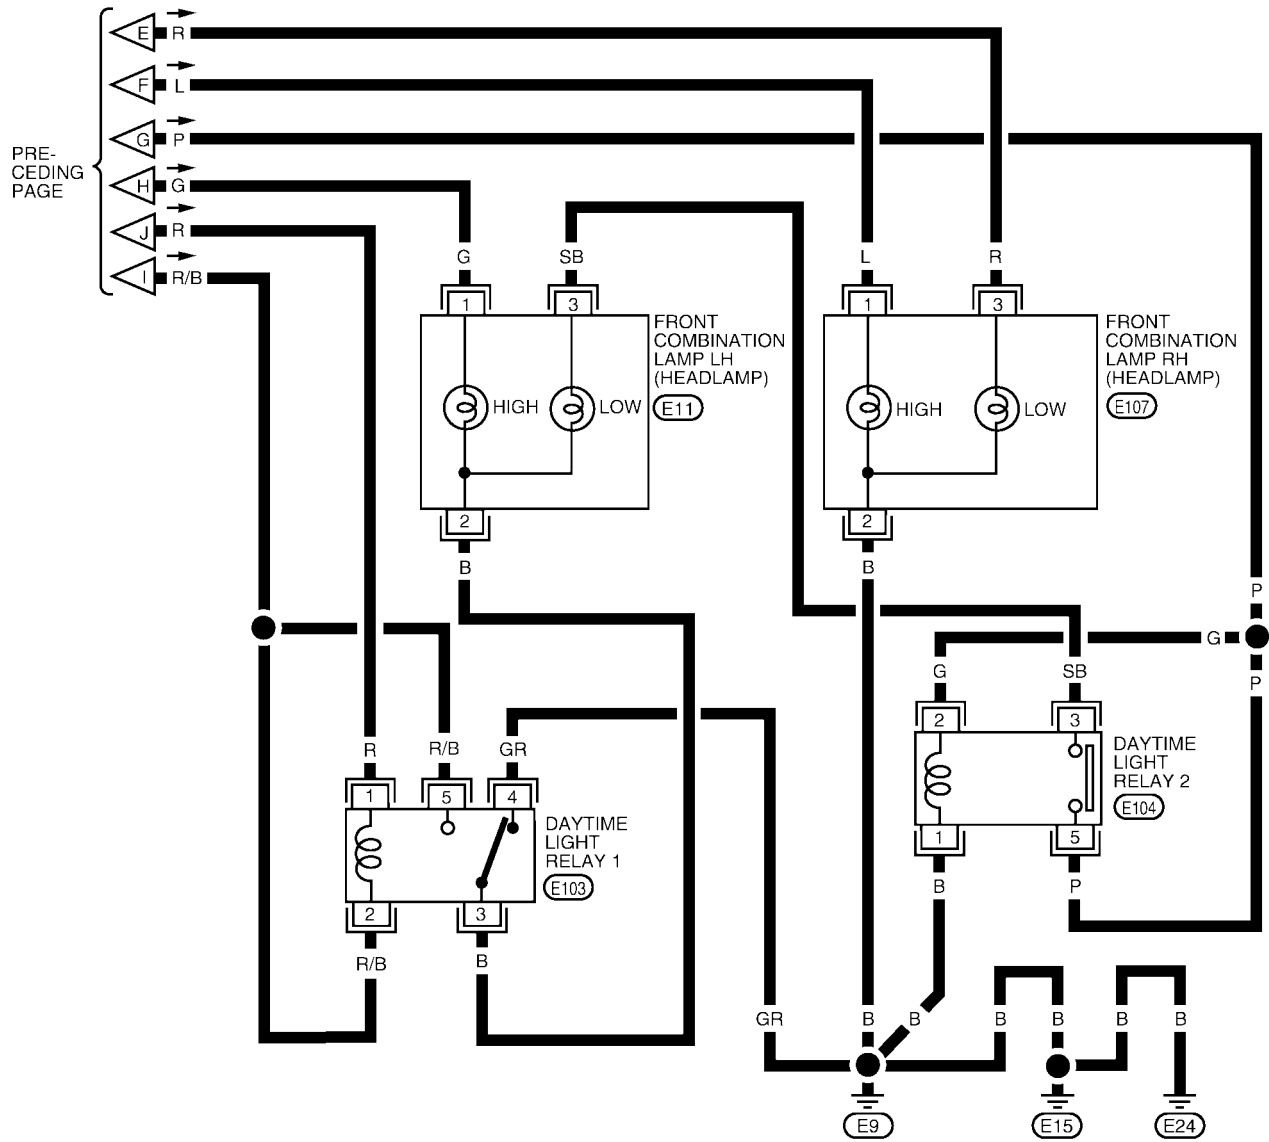 E R
F L
G P
PRE-
CEDING
PAGE
H G
J R
I R/B
G SB L R
1 3 1 3
FRONT
COMBINATION
LAMP LH
(HEADLAMP)
E11
HIGH LOW
FRONT
COMBINATION
LAMP RH
(HEADLAMP)
E107
HIGH LOW
2 2
B B
P
G
P
G SB
2 3
DAYTIME
LIGHT
RELAY 2
E104
1 5
B P
R R/B GR
1 5 4
DAYTIME
LIGHT
RELAY 1
E103
2 3
R/B B
GR B B B B B B
E9 E15 E24